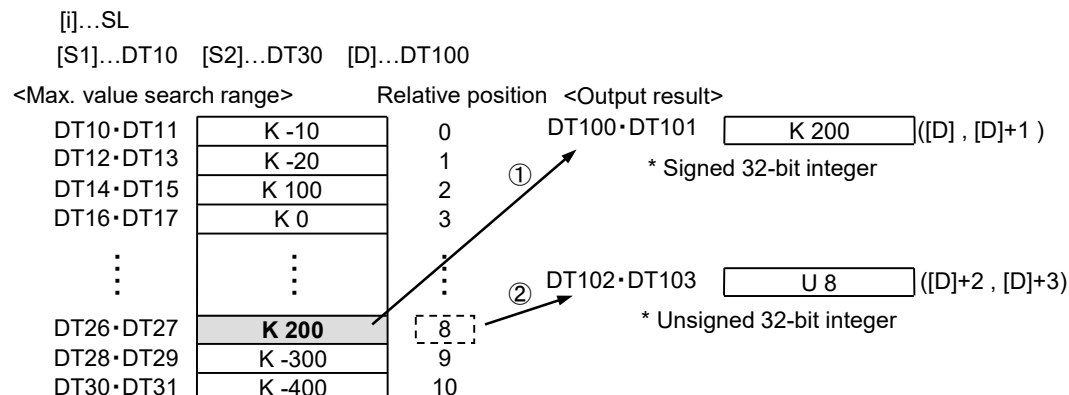 [i]…SL
[S1]…DT10 [S2]…DT30 [D]…DT100
<Max. value search range> Relative position <Output result>
DT10・DT11 K -10 0 DT100・DT101 K 200 ([D] , [D]+1 )
DT12・DT13 K -20 1 * Signed 32-bit integer
DT14・DT15 K 100 2 ①
DT16・DT17 K 0 3
⋮ ⋮ ⋮
② DT102・DT103 U 8 ([D]+2 , [D]+3)
DT26・DT27 K 200 8 * Unsigned 32-bit integer
DT28・DT29 K -300 9
DT30・DT31 K -400 10